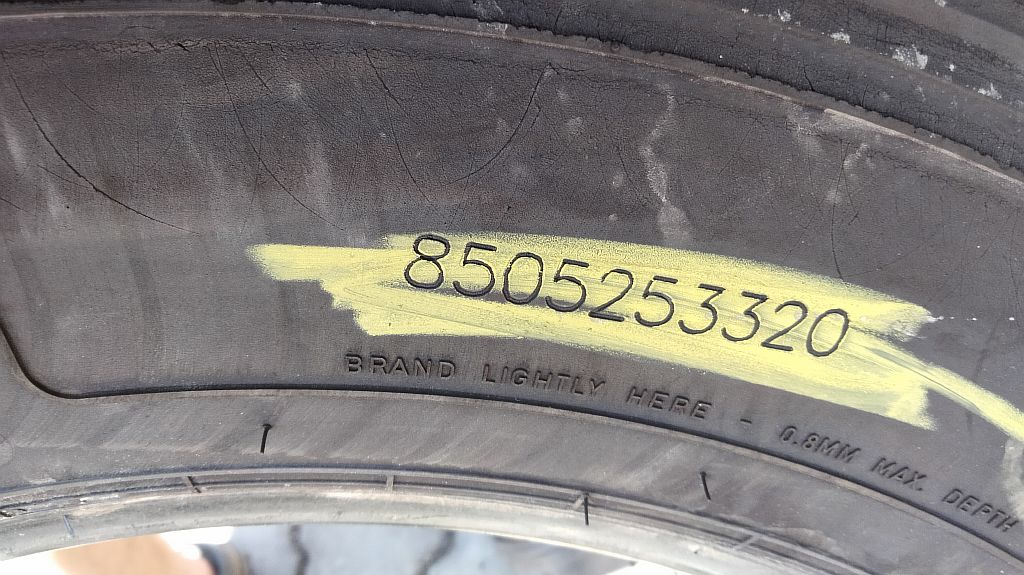 8505253320
BRAND LIGHTLY HERE - 0.8MM MAX. DEPTH